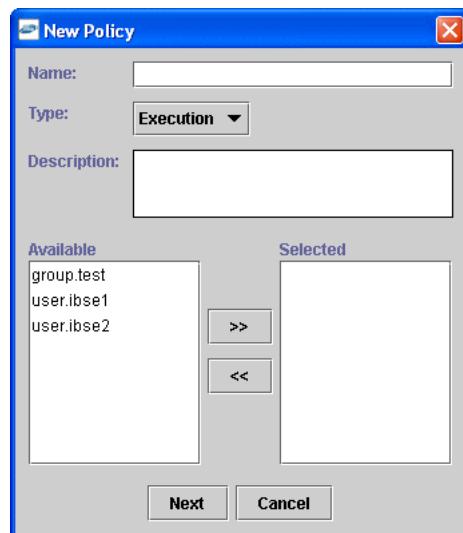 New Policy
Name:
Type:
Execution
Description:
Available
Selected
group.test
user.ibse1
user.ibse2
>>
<<
Next
Cancel